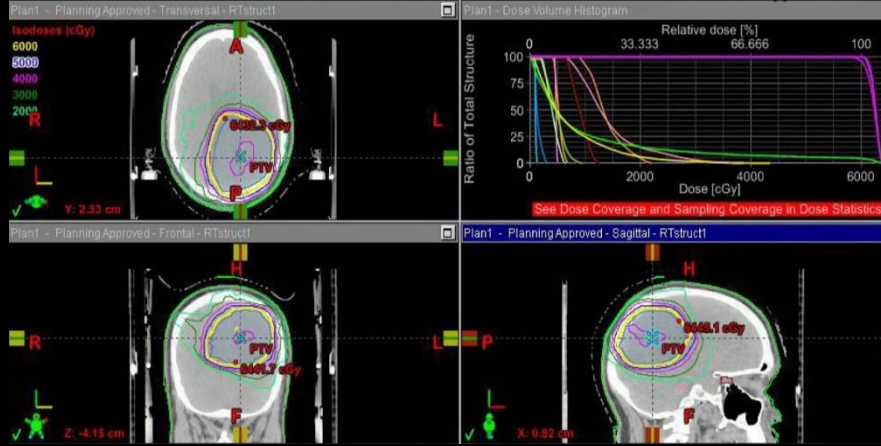 Plan1 - Planning Approved - Transversal - RTstruct1
Isodoses (cGy)
6000
5000
4000
3000
2000
A
R
L
6438.3 cGy
PTV
P
Y: 2.53 cm
Plan1 - Dose Volume Histogram
Relative dose [%]
0 33.333 66.666 100
Ratio of Total Structure
100
75
50
25
0
0 2000 4000 6000
Dose [cGy]
See Dose Coverage and Sampling Coverage in Dose Statistics
Plan1 - Planning Approved - Frontal - RTstruct1
H
R
L
PTV
6441.7 cGy
F
Z: -4.15 cm
Plan1 - Planning Approved - Sagittal - RTstruct1
H
P
PTV
F
X: 0.82 cm